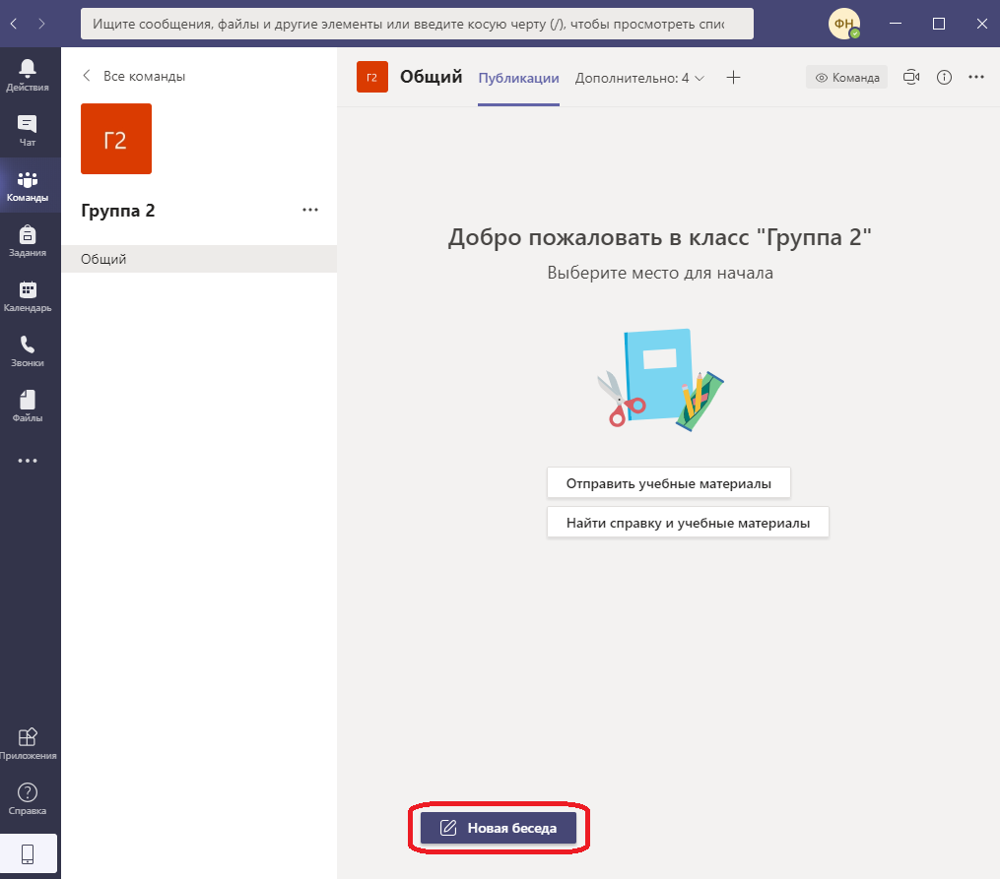 Ищите сообщения, файлы и другие элементы или введите косую черту (/), чтобы просмотреть спис
ФН
Действия
Чат
Команды
Задания
Календарь
Звонки
Файлы
Приложения
Справка
Все команды
Г2
Группа 2
Общий
Г2
Общий
Публикации
Дополнительно: 4
Команда
Добро пожаловать в класс "Группа 2"
Выберите место для начала
Отправить учебные материалы
Найти справку и учебные материалы
Новая беседа